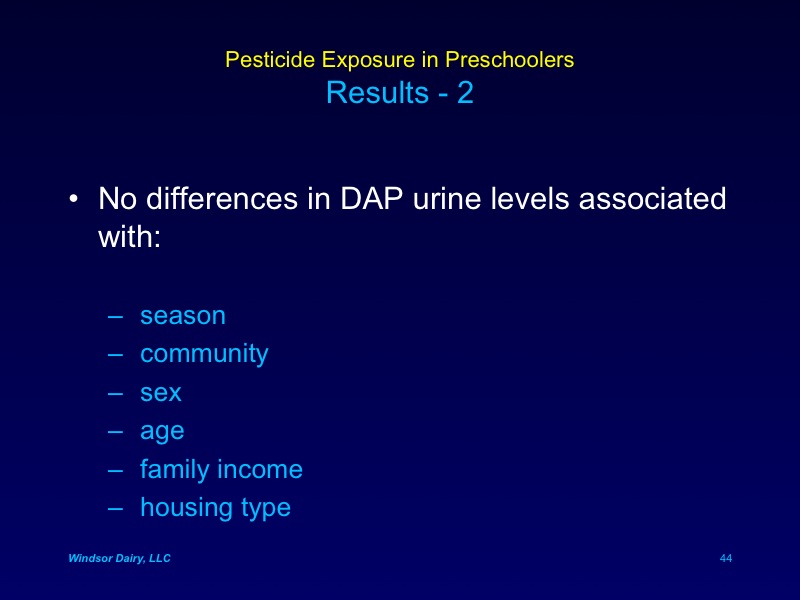 Pesticide Exposure in Preschoolers
Results - 2
• No differences in DAP urine levels associated
with:
– season
– community
– sex
– age
– family income
– housing type
Windsor Dairy, LLC
44